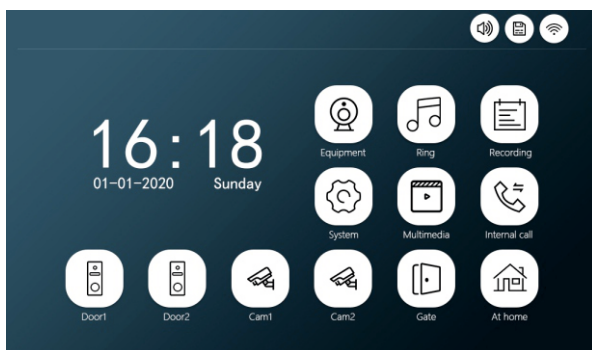 16:18
01-01-2020 Sunday
Equipment Ring Recording
System Multimedia Internal call
Door1 Door2 Cam1 Cam2 Gate At home